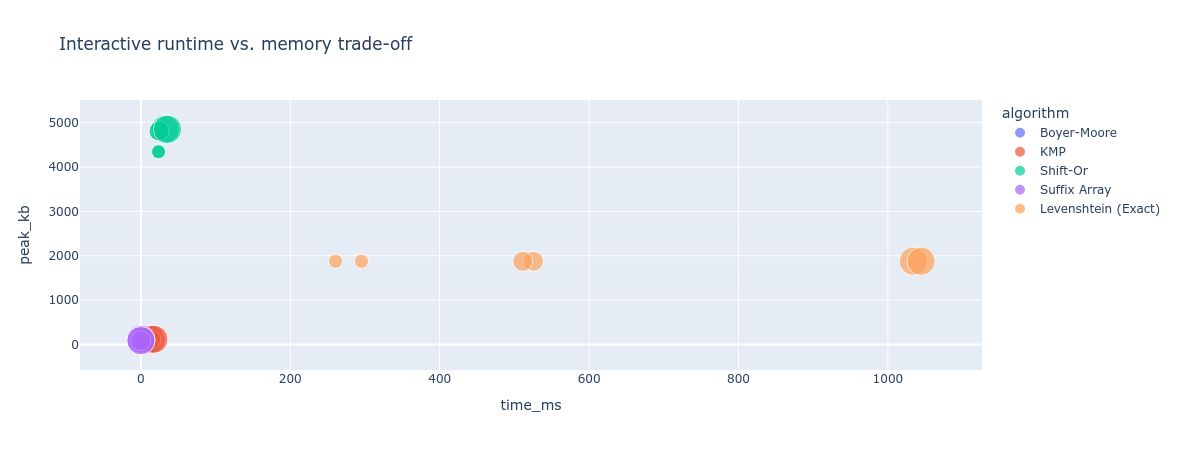 Interactive runtime vs. memory trade-off
peak_kb
5000
4000
3000
2000
1000
0
0 200 400 600 800 1000
time_ms
algorithm
Boyer-Moore
KMP
Shift-Or
Suffix Array
Levenshtein (Exact)